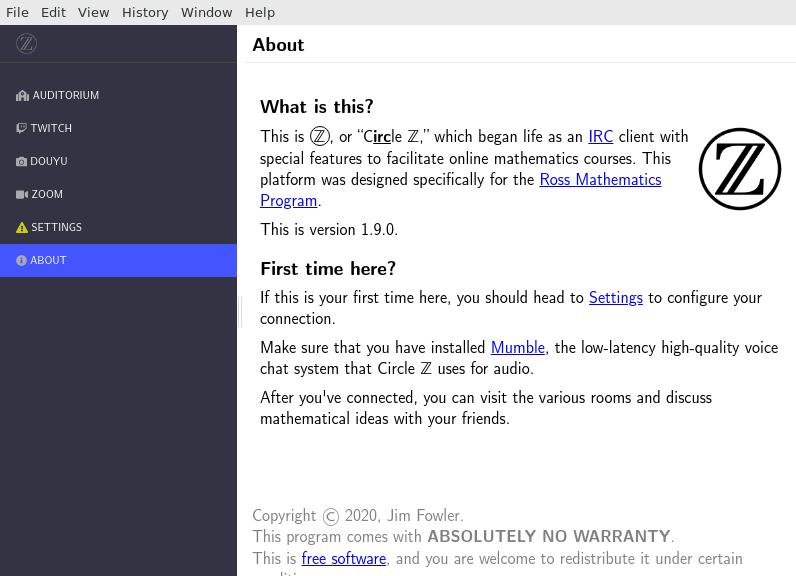 File Edit View History Window Help
ℤ
AUDITORIUM
TWITCH
DOUYU
ZOOM
SETTINGS
ABOUT
About
What is this?
This is ℤ, or “Circle ℤ,” which began life as an IRC client with
special features to facilitate online mathematics courses. This
platform was designed specifically for the Ross Mathematics
Program.
ℤ
This is version 1.9.0.
First time here?
If this is your first time here, you should head to Settings to configure your
connection.
Make sure that you have installed Mumble, the low-latency high-quality voice
chat system that Circle ℤ uses for audio.
After you've connected, you can visit the various rooms and discuss
mathematical ideas with your friends.
Copyright © 2020, Jim Fowler.
This program comes with ABSOLUTELY NO WARRANTY.
This is free software, and you are welcome to redistribute it under certain